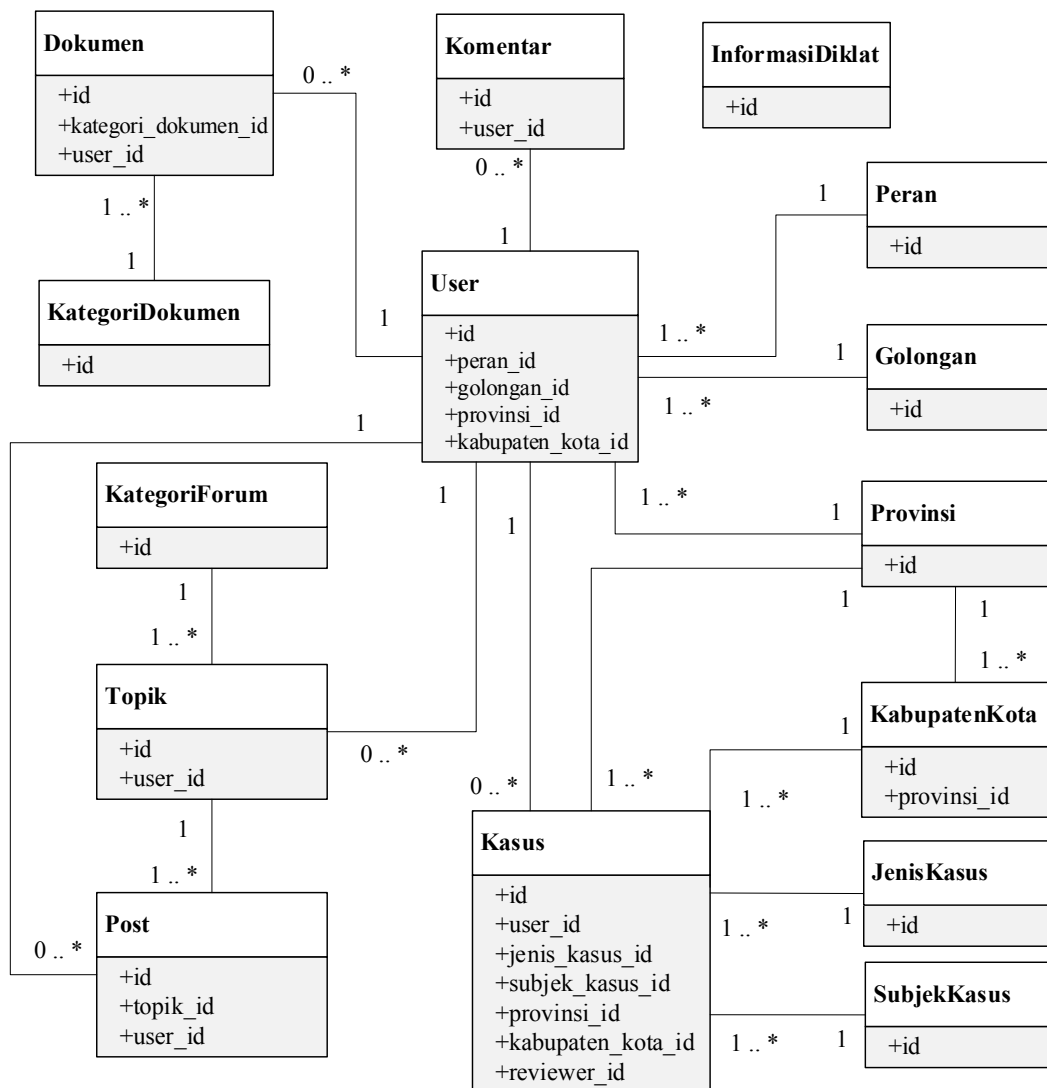 Dokumen
+id
+kategori_dokumen_id
+user_id
0 .. *
1 .. *
1
KategoriDokumen
+id
Komentar
+id
+user_id
0 .. *
1
InformasiDiklat
+id
User
+id
+peran_id
+golongan_id
+provinsi_id
+kabupaten_kota_id
1
1
1 .. *
1
Peran
+id
1 .. *
1
Golongan
+id
1 .. *
1
Provinsi
+id
1
1
1 .. *
KabupatenKota
+id
+provinsi_id
KategoriForum
+id
1
1 .. *
Topik
+id
+user_id
1
0 .. *
1
1 .. *
Post
+id
+topik_id
+user_id
0 .. *
1
0 .. *
1 .. *
Kasus
+id
+user_id
+jenis_kasus_id
+subjek_kasus_id
+provinsi_id
+kabupaten_kota_id
+reviewer_id
1
1 .. *
JenisKasus
+id
1 .. *
1
SubjekKasus
+id
1 .. *
1